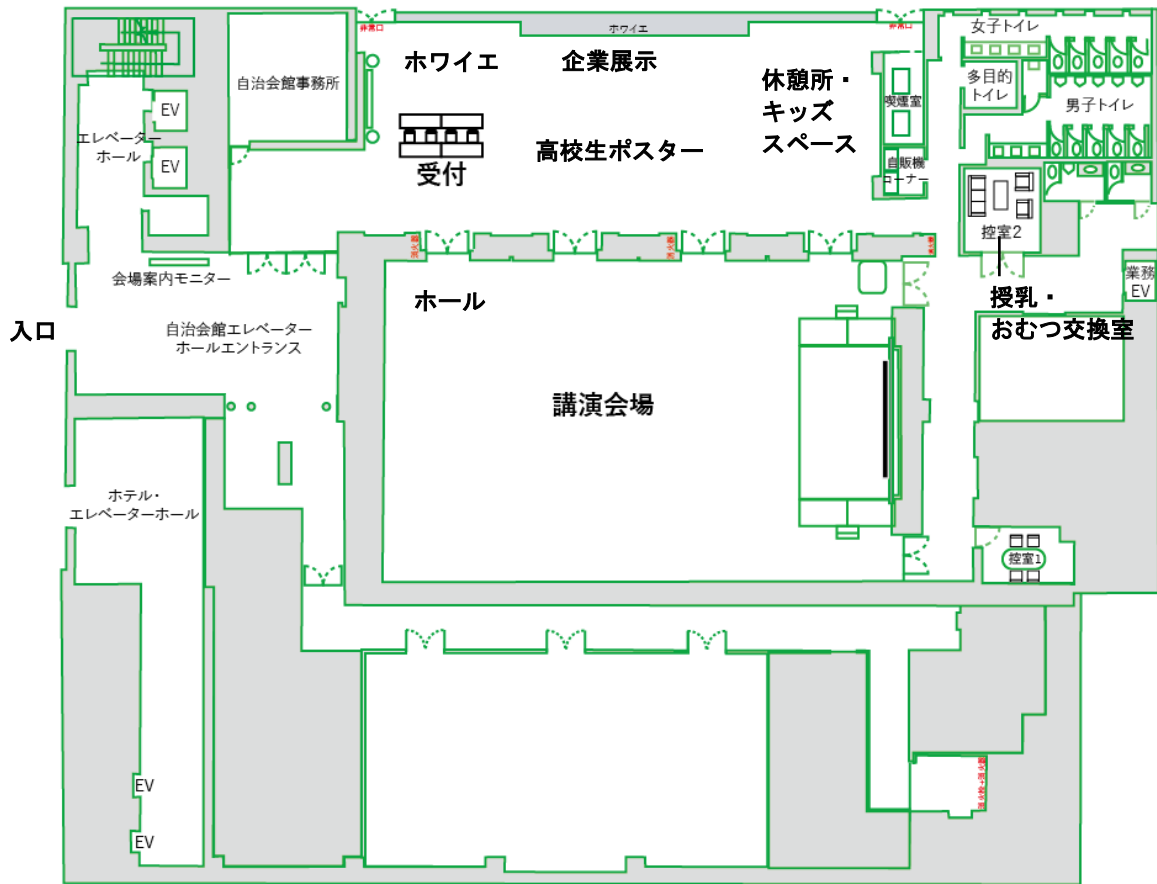 非常口
ホワイエ
非常口
女子トイレ
ホワイエ
企業展示
自治会館事務所
休憩所・
キッズ
スペース
喫煙室
多目的
トイレ
男子トイレ
EV
エレベーター
ホール
EV
高校生ポスター
受付
自販機
コーナー
控室2
会場案内モニター
業務
EV
ホール
授乳・
おむつ交換室
入口
自治会館エレベーター
ホールエントランス
講演会場
ホテル・
エレベーターホール
控室1
EV
EV